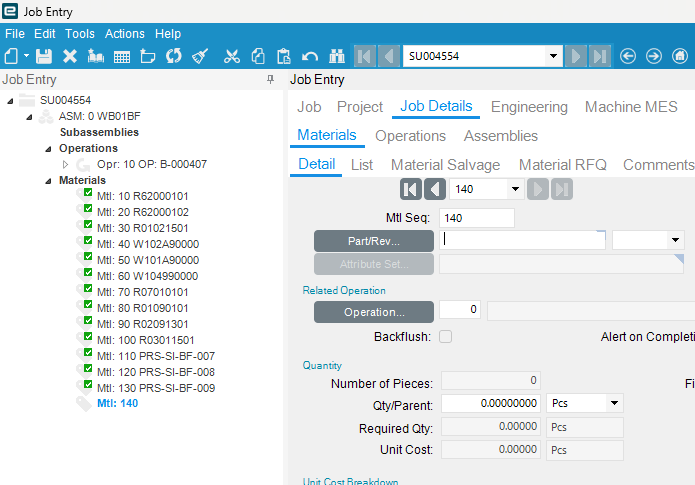 Job Entry
File Edit Tools Actions Help
SU004554
Job Entry
SU004554
ASM: 0 WB01BF
Subassemblies
Operations
Opr: 10 OP: B-000407
Materials
Mtl: 10 R62000101
Mtl: 20 R62000102
Mtl: 30 R01021501
Mtl: 40 W102A90000
Mtl: 50 W101A90000
Mtl: 60 W104990000
Mtl: 70 R07010101
Mtl: 80 R01090101
Mtl: 90 R02091301
Mtl: 100 R03011501
Mtl: 110 PRS-SI-BF-007
Mtl: 120 PRS-SI-BF-008
Mtl: 130 PRS-SI-BF-009
Mtl: 140
Job Entry
Job Project Job Details Engineering Machine MES
Materials Operations Assemblies
Detail List Material Salvage Material RFQ Comments
140
Mtl Seq: 140
Part/Rev...
Attribute Set...
Related Operation
Operation... 0
Backflush: Alert on Completi
Quantity
Number of Pieces: 0 Fi
Qty/Parent: 0.00000000 Pcs
Required Qty: 0.00000 Pcs
Unit Cost: 0.00000 Pcs
Unit Cost Breakdown